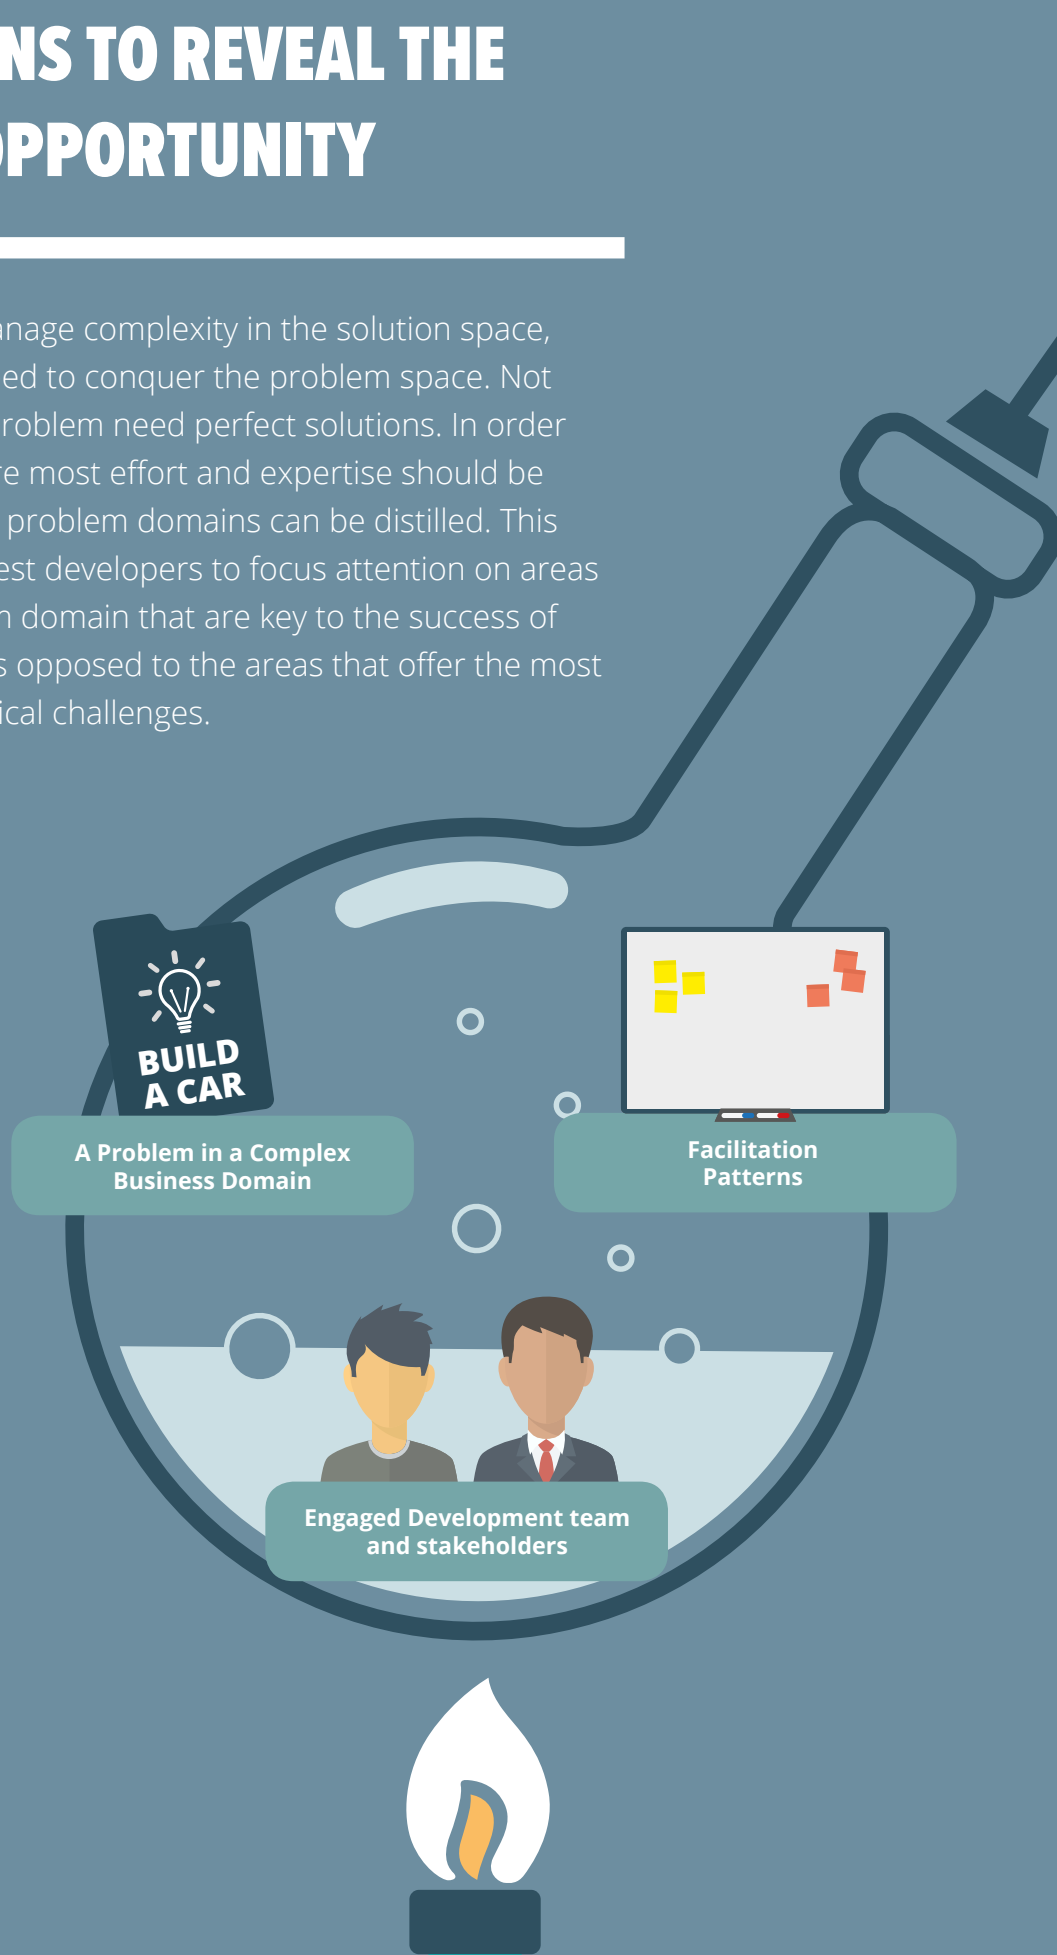 NS TO REVEAL THE
OPPORTUNITY
anage complexity in the solution space,
ed to conquer the problem space. Not
roblem need perfect solutions. In order
re most effort and expertise should be
problem domains can be distilled. This
est developers to focus attention on areas
n domain that are key to the success of
s opposed to the areas that offer the most
ical challenges.
BUILD
A CAR
A Problem in a Complex
Business Domain
Facilitation
Patterns
Engaged Development team
and stakeholders